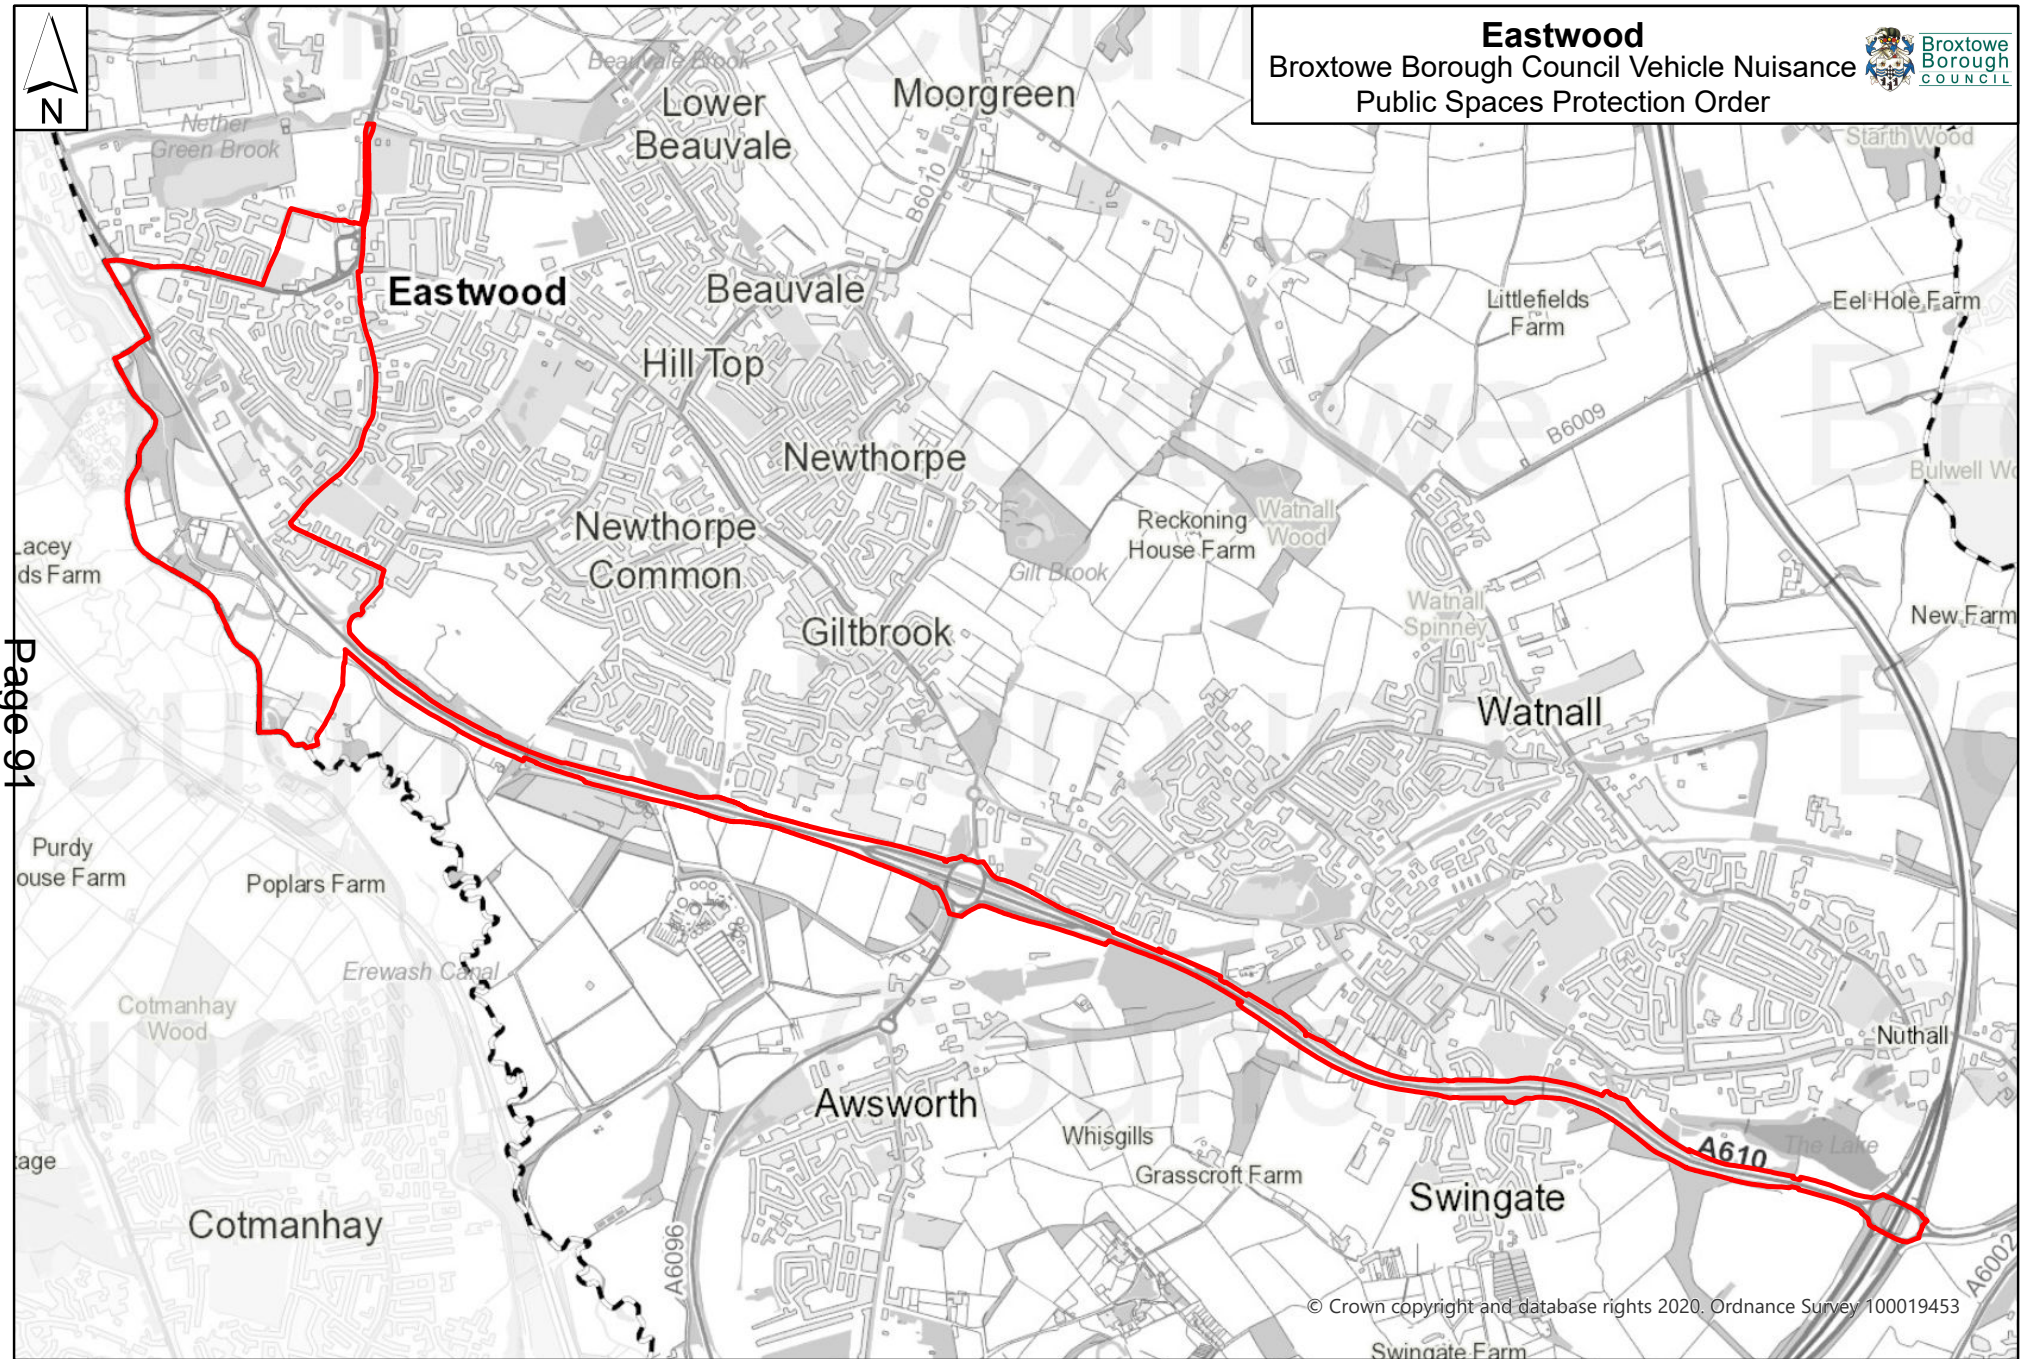 Eastwood
Broxtowe Borough Council Vehicle Nuisance
Public Spaces Protection Order
Broxtowe
Borough
COUNCIL
N
Beauvale Brook
Lower
Beauvale
Moorgreen
Nether
Green Brook
Starth Wood
B6010
Eastwood
Beauvale
Littlefields
Farm
Eel Hole Farm
Hill Top
B6009
Newthorpe
Bulwell Wo
Newthorpe
Common
Reckoning
House Farm
Watnall
Wood
Lacey
ds Farm
Gilt Brook
Watnall
Spinney
New Farm
Giltbrook
Page 91
Watnall
Purdy
ouse Farm
Poplars Farm
Erewash Canal
Cotmanhay
Wood
Nuthall
Awsworth
Whisgills
Grasscroft Farm
A610
The Lake
tage
Swingate
Cotmanhay
A6096
A6002
© Crown copyright and database rights 2020. Ordnance Survey 100019453
Swingate Farm
Broxtowe
Borough
Council